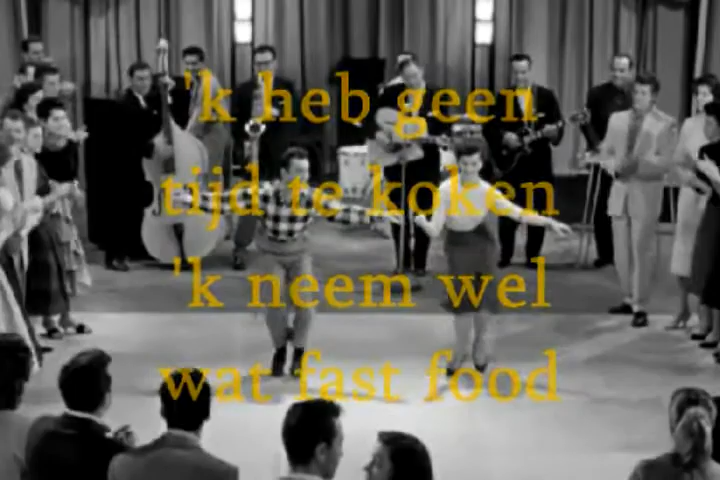 'k heb geen
tijd te koken
'k neem wel
wat fast food